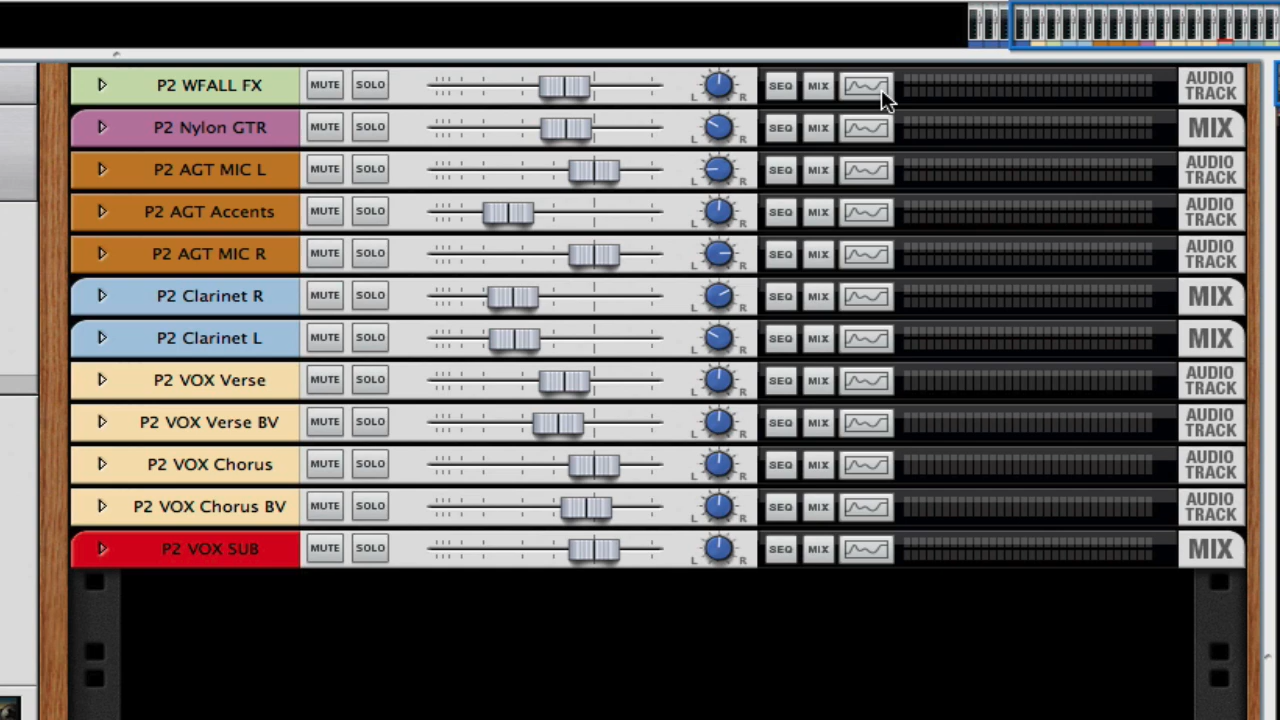 P2 WFALL FX MUTE SOLO L R SEQ MIX AUDIO TRACK
P2 Nylon GTR MUTE SOLO L R SEQ MIX MIX
P2 AGT MIC L MUTE SOLO L R SEQ MIX AUDIO TRACK
P2 AGT Accents MUTE SOLO L R SEQ MIX AUDIO TRACK
P2 AGT MIC R MUTE SOLO L R SEQ MIX AUDIO TRACK
P2 Clarinet R MUTE SOLO L R SEQ MIX MIX
P2 Clarinet L MUTE SOLO L R SEQ MIX MIX
P2 VOX Verse MUTE SOLO L R SEQ MIX AUDIO TRACK
P2 VOX Verse BV MUTE SOLO L R SEQ MIX AUDIO TRACK
P2 VOX Chorus MUTE SOLO L R SEQ MIX AUDIO TRACK
P2 VOX Chorus BV MUTE SOLO L R SEQ MIX AUDIO TRACK
P2 VOX SUB MUTE SOLO L R SEQ MIX MIX